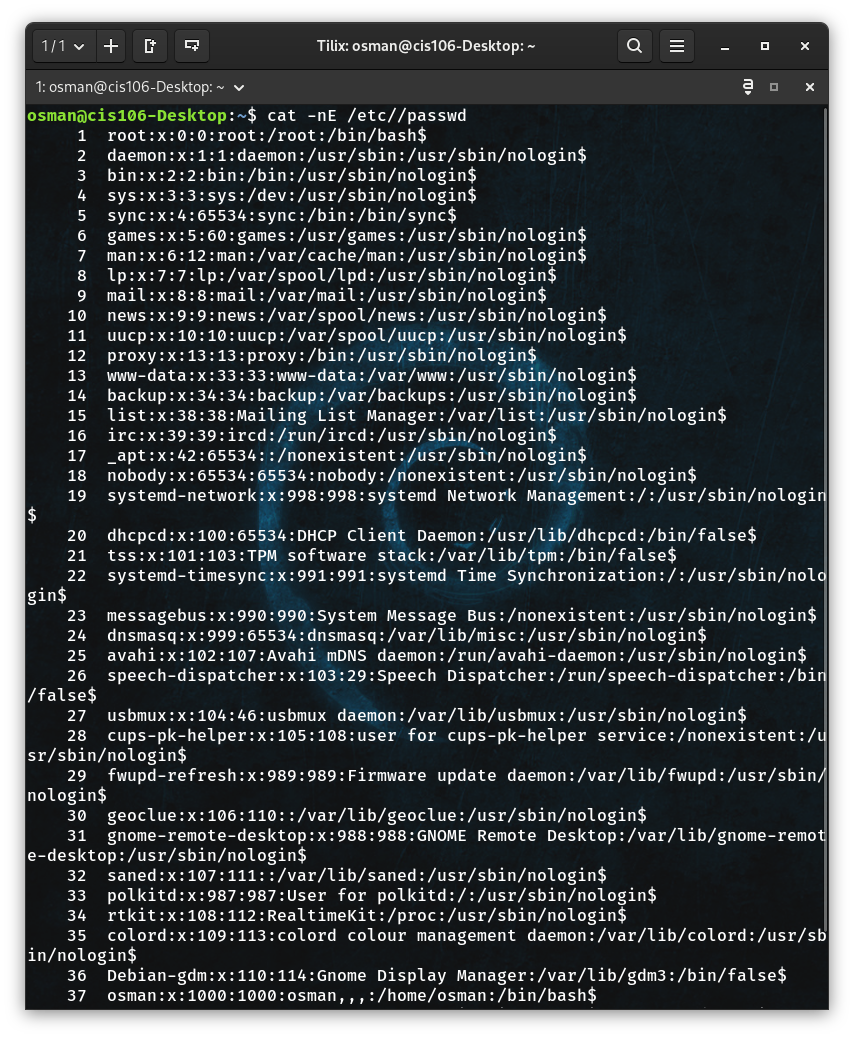 1 / 1
Tilix: osman@cis106-Desktop: ~
1: osman@cis106-Desktop: ~
osman@cis106-Desktop:~$ cat -nE /etc//passwd
     1  root:x:0:0:root:/root:/bin/bash$
     2  daemon:x:1:1:daemon:/usr/sbin:/usr/sbin/nologin$
     3  bin:x:2:2:bin:/bin:/usr/sbin/nologin$
     4  sys:x:3:3:sys:/dev:/usr/sbin/nologin$
     5  sync:x:4:65534:sync:/bin:/bin/sync$
     6  games:x:5:60:games:/usr/games:/usr/sbin/nologin$
     7  man:x:6:12:man:/var/cache/man:/usr/sbin/nologin$
     8  lp:x:7:7:lp:/var/spool/lpd:/usr/sbin/nologin$
     9  mail:x:8:8:mail:/var/mail:/usr/sbin/nologin$
    10  news:x:9:9:news:/var/spool/news:/usr/sbin/nologin$
    11  uucp:x:10:10:uucp:/var/spool/uucp:/usr/sbin/nologin$
    12  proxy:x:13:13:proxy:/bin:/usr/sbin/nologin$
    13  www-data:x:33:33:www-data:/var/www:/usr/sbin/nologin$
    14  backup:x:34:34:backup:/var/backups:/usr/sbin/nologin$
    15  list:x:38:38:Mailing List Manager:/var/list:/usr/sbin/nologin$
    16  irc:x:39:39:ircd:/run/ircd:/usr/sbin/nologin$
    17  _apt:x:42:65534::/nonexistent:/usr/sbin/nologin$
    18  nobody:x:65534:65534:nobody:/nonexistent:/usr/sbin/nologin$
    19  systemd-network:x:998:998:systemd Network Management:/:/usr/sbin/nologin
$
    20  dhcpcd:x:100:65534:DHCP Client Daemon:/usr/lib/dhcpcd:/bin/false$
    21  tss:x:101:103:TPM software stack:/var/lib/tpm:/bin/false$
    22  systemd-timesync:x:991:991:systemd Time Synchronization:/:/usr/sbin/nolo
gin$
    23  messagebus:x:990:990:System Message Bus:/nonexistent:/usr/sbin/nologin$
    24  dnsmasq:x:999:65534:dnsmasq:/var/lib/misc:/usr/sbin/nologin$
    25  avahi:x:102:107:Avahi mDNS daemon:/run/avahi-daemon:/usr/sbin/nologin$
    26  speech-dispatcher:x:103:29:Speech Dispatcher:/run/speech-dispatcher:/bin
/false$
    27  usbmux:x:104:46:usbmux daemon:/var/lib/usbmux:/usr/sbin/nologin$
    28  cups-pk-helper:x:105:108:user for cups-pk-helper service:/nonexistent:/u
sr/sbin/nologin$
    29  fwupd-refresh:x:989:989:Firmware update daemon:/var/lib/fwupd:/usr/sbin/
nologin$
    30  geoclue:x:106:110::/var/lib/geoclue:/usr/sbin/nologin$
    31  gnome-remote-desktop:x:988:988:GNOME Remote Desktop:/var/lib/gnome-remot
e-desktop:/usr/sbin/nologin$
    32  saned:x:107:111::/var/lib/saned:/usr/sbin/nologin$
    33  polkitd:x:987:987:User for polkitd:/:/usr/sbin/nologin$
    34  rtkit:x:108:112:RealtimeKit:/proc:/usr/sbin/nologin$
    35  colord:x:109:113:colord colour management daemon:/var/lib/colord:/usr/sb
in/nologin$
    36  Debian-gdm:x:110:114:Gnome Display Manager:/var/lib/gdm3:/bin/false$
    37  osman:x:1000:1000:osman,,,:/home/osman:/bin/bash$